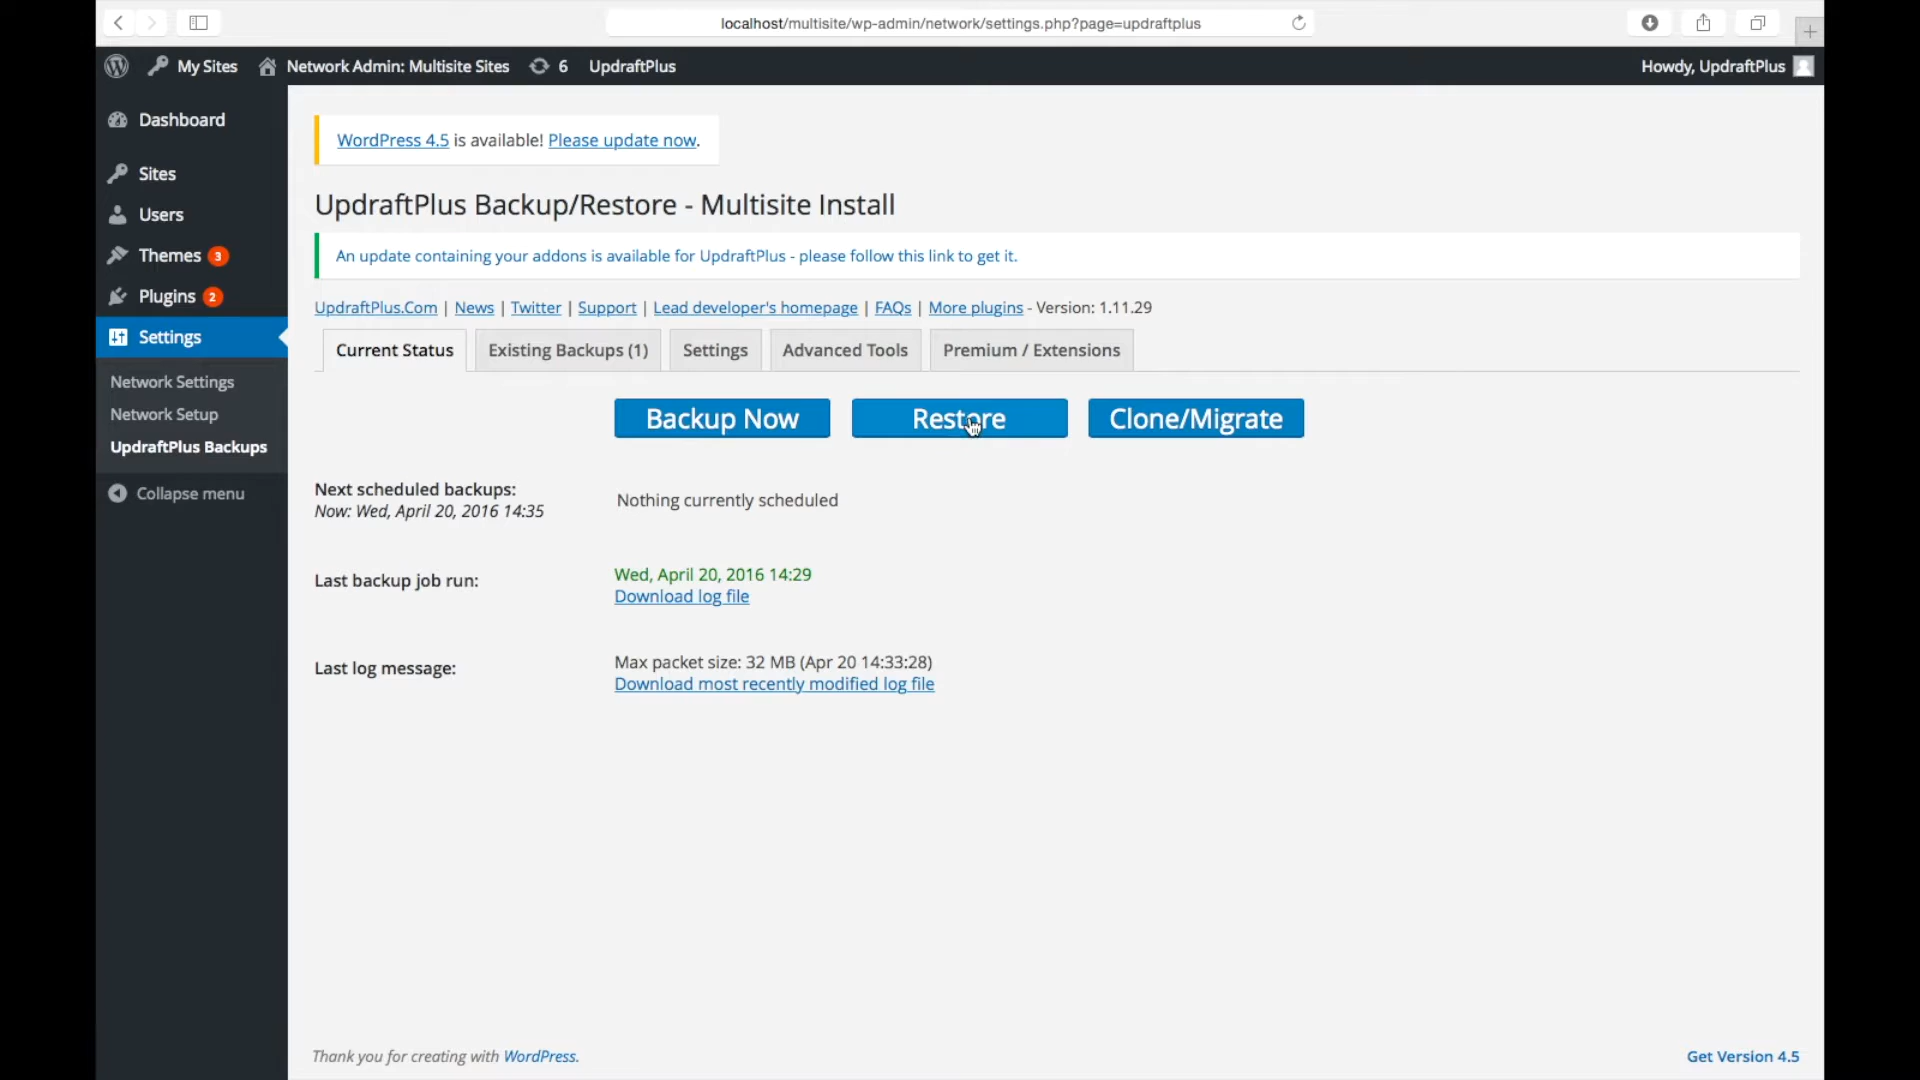 localhost/multisite/wp-admin/network/settings.php?page=updraftplus
My Sites
Network Admin: Multisite Sites
6
UpdraftPlus
Howdy, UpdraftPlus
Dashboard
Sites
Users
Themes 3
Plugins 2
Settings
Network Settings
Network Setup
UpdraftPlus Backups
Collapse menu
WordPress 4.5 is available! Please update now.
UpdraftPlus Backup/Restore - Multisite Install
An update containing your addons is available for UpdraftPlus - please follow this link to get it.
UpdraftPlus.Com | News | Twitter | Support | Lead developer's homepage | FAQs | More plugins - Version: 1.11.29
Current Status
Existing Backups (1)
Settings
Advanced Tools
Premium / Extensions
Backup Now
Restore
Clone/Migrate
Next scheduled backups:
Now: Wed, April 20, 2016 14:35
Nothing currently scheduled
Last backup job run:
Wed, April 20, 2016 14:29
Download log file
Last log message:
Max packet size: 32 MB (Apr 20 14:33:28)
Download most recently modified log file
Thank you for creating with WordPress.
Get Version 4.5